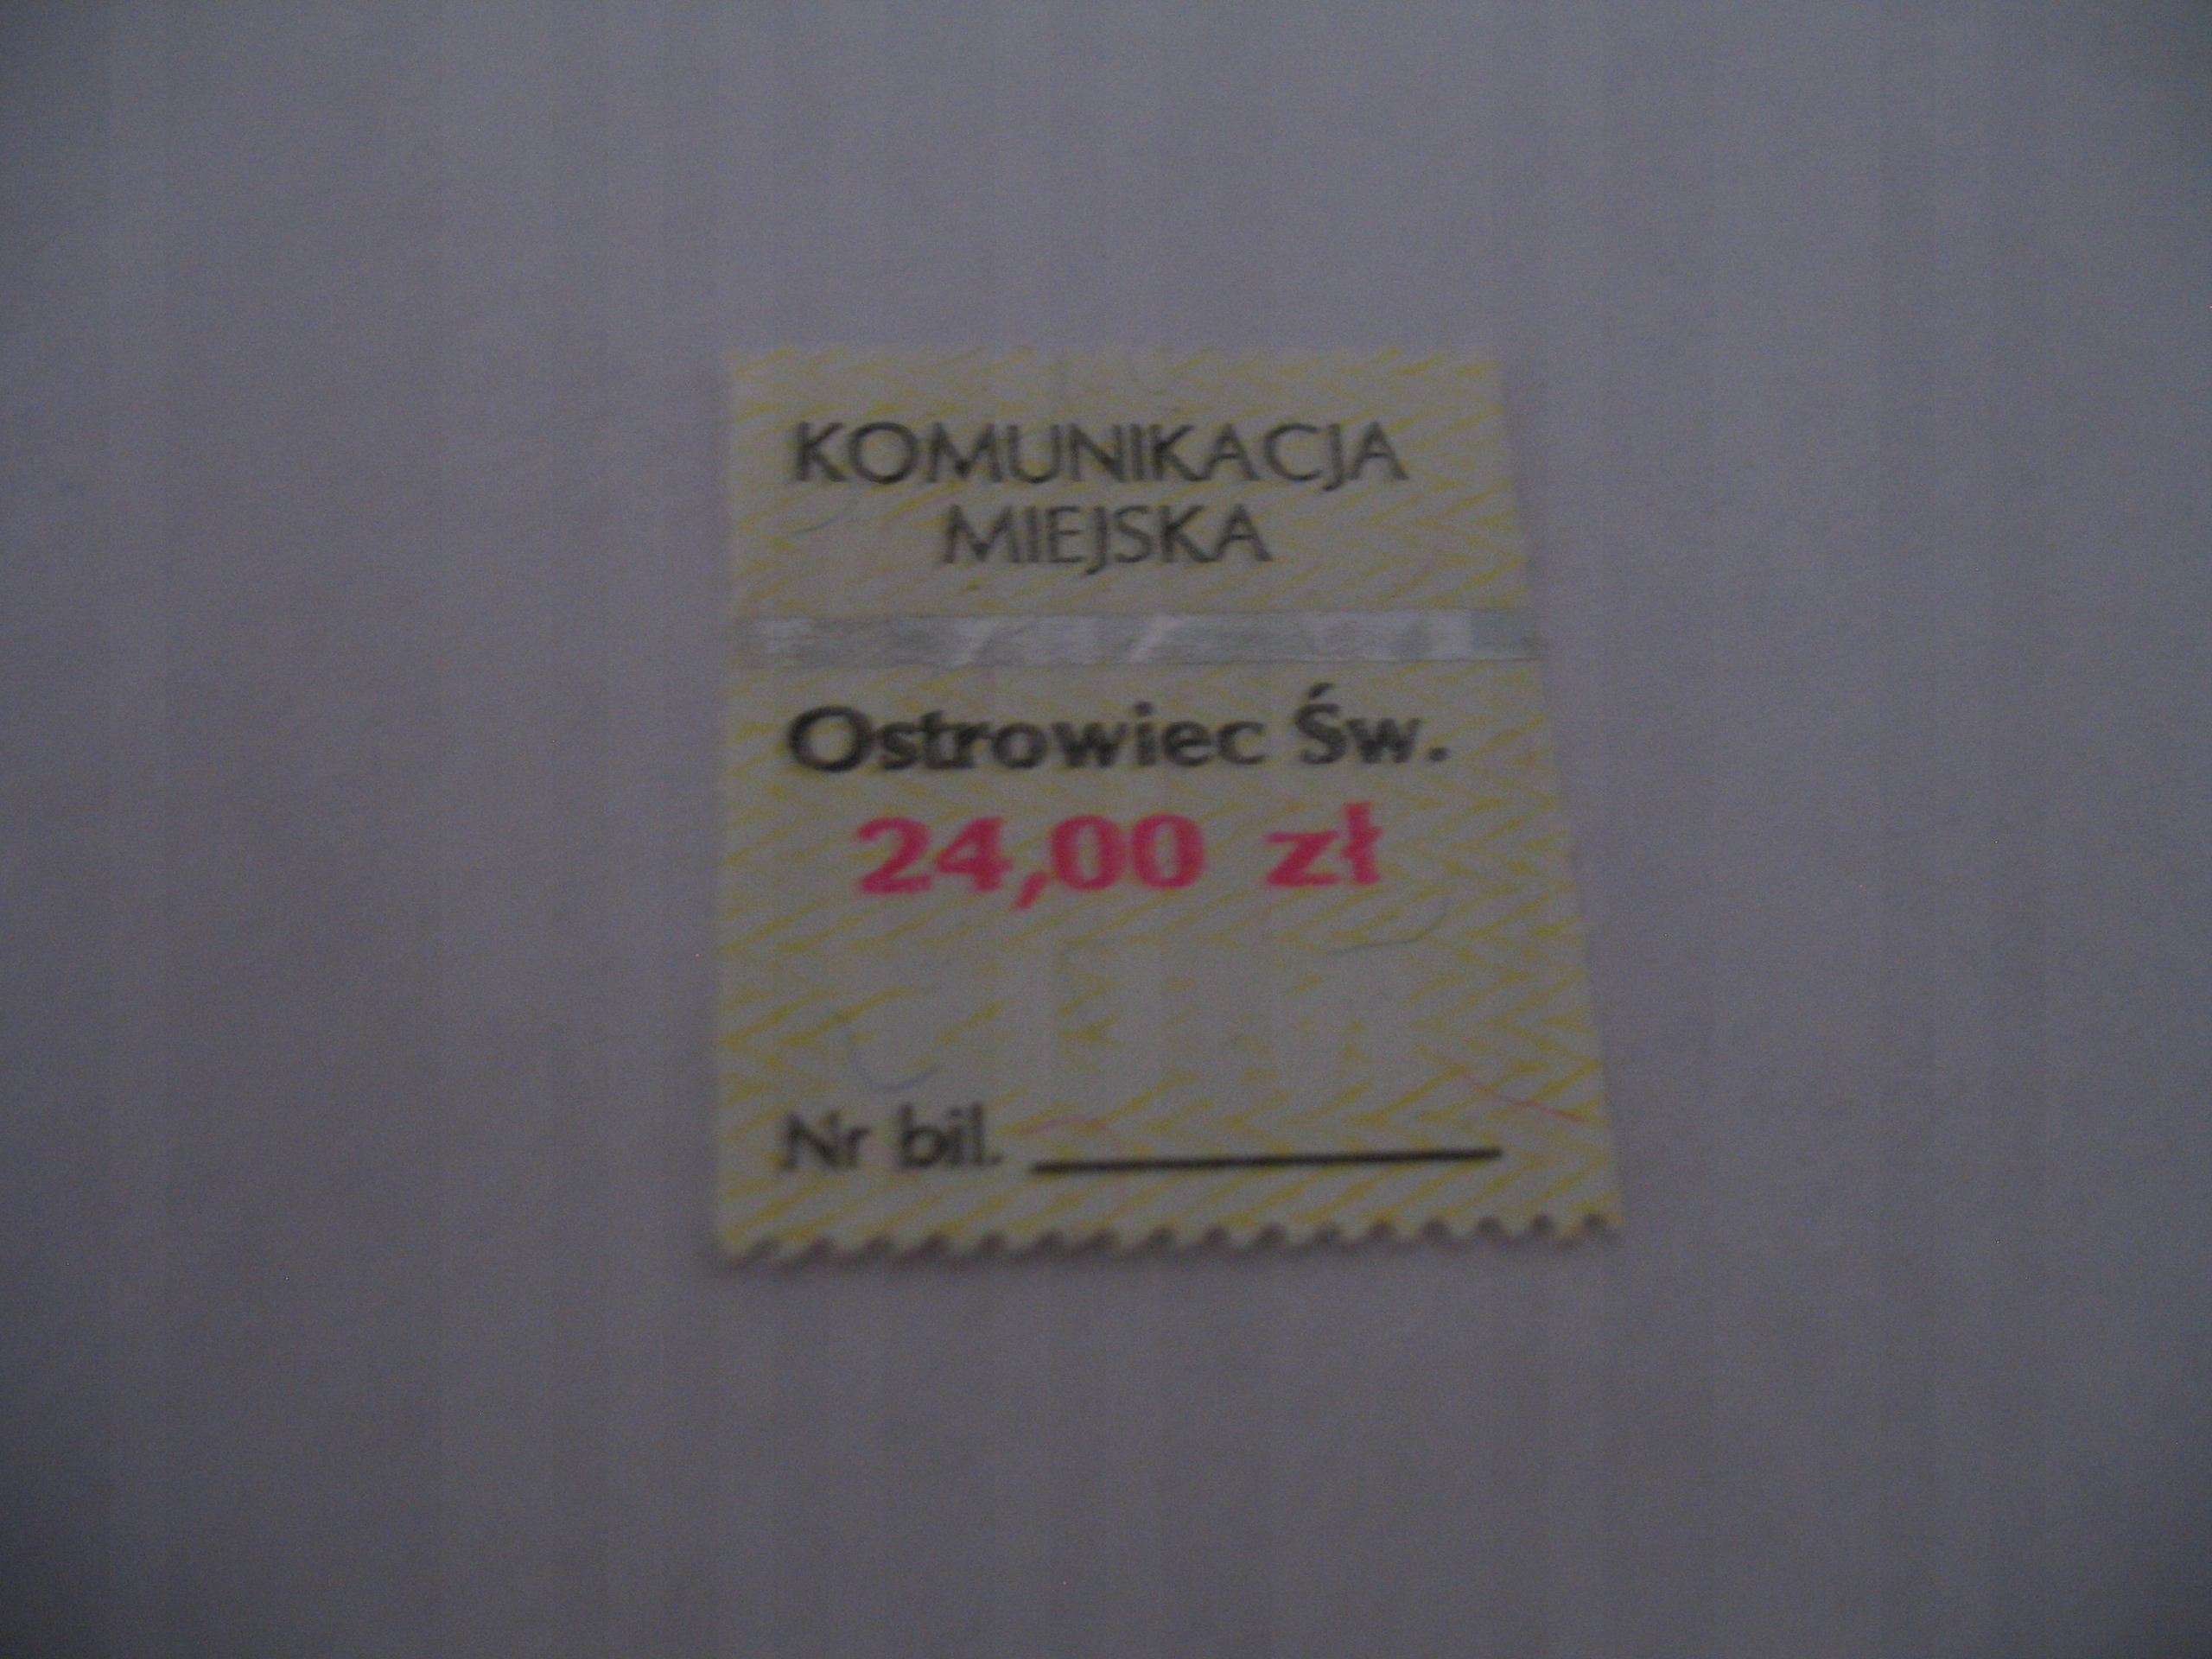 KOMUNIKACJA
MIEJSKA
Ostrowiec Św.
24,00 zł
Nr bil.